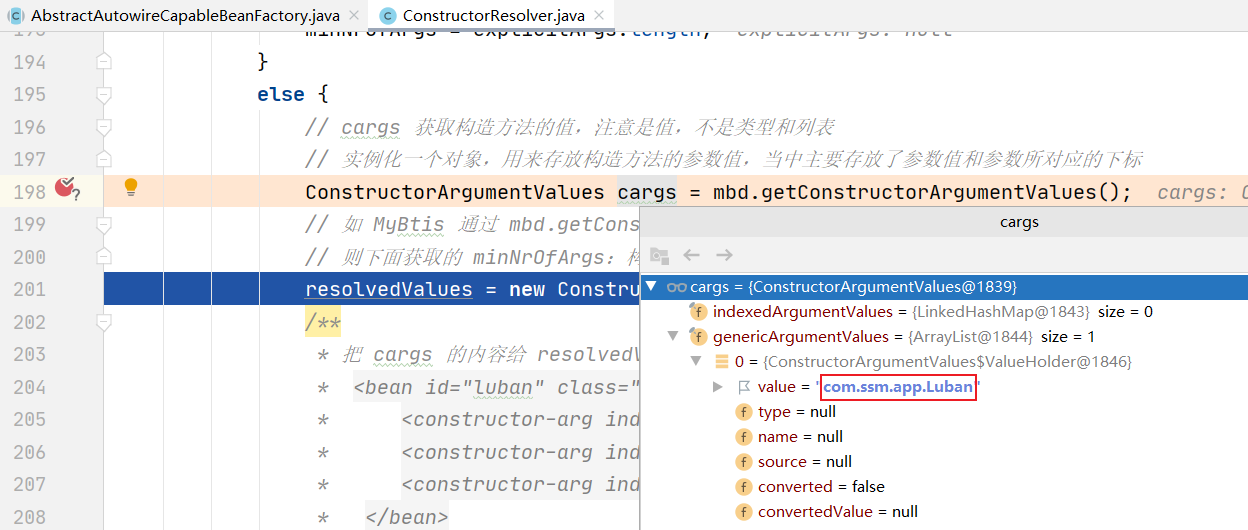 AbstractAutowireCapableBeanFactory.java ConstructorResolver.java
minNrOfArgs = explicitArgs.length; explicitArgs: null
194 }
195 else {
196 // cargs 获取构造方法的值，注意是值，不是类型和列表
197 // 实例化一个对象，用来存放构造方法的参数值，当中主要存放了参数值和参数所对应的下标
198 ConstructorArgumentValues cargs = mbd.getConstructorArgumentValues(); cargs: C
199 // 如 MyBtis 通过 mbd.getCons
200 // 则下面获取的 minNrOfArgs：构
201 resolvedValues = new Constru
202 /**
203 * 把 cargs 的内容给 resolvedV
204 * <bean id="luban" class="
205 * <constructor-arg ind
206 * <constructor-arg ind
207 * <constructor-arg ind
208 * </bean>
cargs
cargs = {ConstructorArgumentValues@1839}
indexedArgumentValues = {LinkedHashMap@1843} size = 0
genericArgumentValues = {ArrayList@1844} size = 1
0 = {ConstructorArgumentValues$ValueHolder@1846}
value = "com.ssm.app.Luban"
type = null
name = null
source = null
converted = false
convertedValue = null